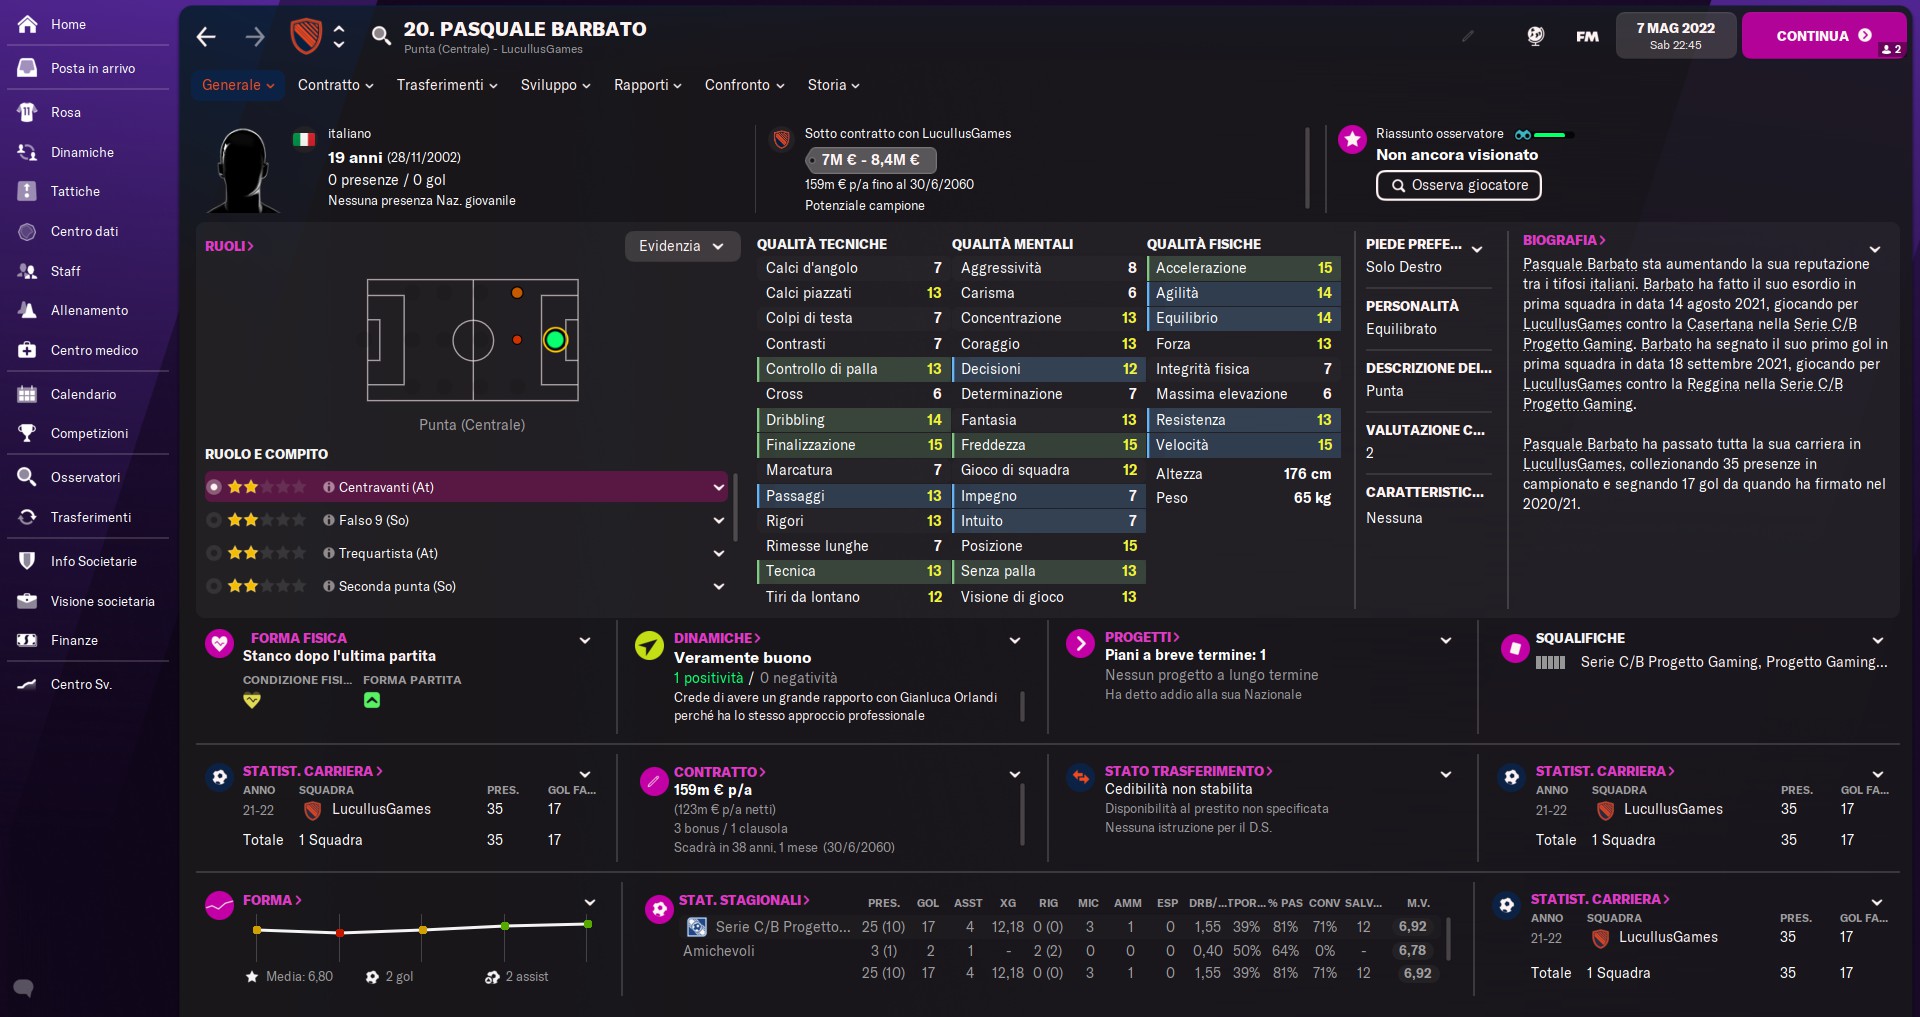 Home
Posta in arrivo
Rosa
Dinamiche
Tattiche
Centro dati
Staff
Allenamento
Centro medico
Calendario
Competizioni
Osservatori
Trasferimenti
Info Societarie
Visione societaria
Finanze
Centro Sv.
20. PASQUALE BARBATO
Punta (Centrale) - LucullusGames
FM
7 MAG 2022
Sab 22:45
CONTINUA
2
Generale Contratto Trasferimenti Sviluppo Rapporti Confronto Storia
italiano
19 anni (28/11/2002)
0 presenze / 0 gol
Nessuna presenza Naz. giovanile
Sotto contratto con LucullusGames
7M € - 8,4M €
159m € p/a fino al 30/6/2060
Potenziale campione
Riassunto osservatore
Non ancora visionato
Osserva giocatore
RUOLI
Evidenzia
Punta (Centrale)
RUOLO E COMPITO
Centravanti (At)
Falso 9 (So)
Trequartista (At)
Seconda punta (So)
QUALITÀ TECNICHE
Calci d'angolo 7
Calci piazzati 13
Colpi di testa 7
Contrasti 7
Controllo di palla 13
Cross 6
Dribbling 14
Finalizzazione 15
Marcatura 7
Passaggi 13
Rigori 13
Rimesse lunghe 7
Tecnica 13
Tiri da lontano 12
QUALITÀ MENTALI
Aggressività 8
Carisma 6
Concentrazione 13
Coraggio 13
Decisioni 12
Determinazione 7
Fantasia 13
Freddezza 15
Gioco di squadra 12
Impegno 7
Intuito 7
Posizione 15
Senza palla 13
Visione di gioco 13
QUALITÀ FISICHE
Accelerazione 15
Agilità 14
Equilibrio 14
Forza 13
Integrità fisica 7
Massima elevazione 6
Resistenza 13
Velocità 15
Altezza 176 cm
Peso 65 kg
PIEDE PREFE...
Solo Destro
PERSONALITÀ
Equilibrato
DESCRIZIONE DEI...
Punta
VALUTAZIONE C...
2
CARATTERISTIC...
Nessuna
BIOGRAFIA
Pasquale Barbato sta aumentando la sua reputazione
tra i tifosi italiani. Barbato ha fatto il suo esordio in
prima squadra in data 14 agosto 2021, giocando per
LucullusGames contro la Casertana nella Serie C/B
Progetto Gaming. Barbato ha segnato il suo primo gol in
prima squadra in data 18 settembre 2021, giocando per
LucullusGames contro la Reggina nella Serie C/B
Progetto Gaming.
Pasquale Barbato ha passato tutta la sua carriera in
LucullusGames, collezionando 35 presenze in
campionato e segnando 17 gol da quando ha firmato nel
2020/21.
FORMA FISICA
Stanco dopo l'ultima partita
CONDIZIONE FISI... FORMA PARTITA
DINAMICHE
Veramente buono
1 positività / 0 negatività
Crede di avere un grande rapporto con Gianluca Orlandi
perché ha lo stesso approccio professionale
PROGETTI
Piani a breve termine: 1
Nessun progetto a lungo termine
Ha detto addio alla sua Nazionale
SQUALIFICHE
Serie C/B Progetto Gaming, Progetto Gaming...
STATIST. CARRIERA
ANNO SQUADRA PRES. GOL FA...
21-22 LucullusGames 35 17
Totale 1 Squadra 35 17
CONTRATTO
159m € p/a
(123m € p/a netti)
3 bonus / 1 clausola
Scadrà in 38 anni, 1 mese (30/6/2060)
STATO TRASFERIMENTO
Cedibilità non stabilita
Disponibilità al prestito non specificata
Nessuna istruzione per il D.S.
STATIST. CARRIERA
ANNO SQUADRA PRES. GOL FA...
21-22 LucullusGames 35 17
Totale 1 Squadra 35 17
FORMA
Media: 6,80 2 gol 2 assist
STAT. STAGIONALI PRES. GOL ASST XG RIG MIC AMM ESP DRB/... TPOR... % PAS CONV SALV... M.V.
Serie C/B Progetto... 25 (10) 17 4 12,18 0 (0) 3 1 0 1,55 39% 81% 71% 12 6,92
Amichevoli 3 (1) 2 1 - 2 (2) 0 0 0 0,40 50% 64% 0% - 6,78
25 (10) 17 4 12,18 0 (0) 3 1 0 1,55 39% 81% 71% 12 6,92
STATIST. CARRIERA
ANNO SQUADRA PRES. GOL FA...
21-22 LucullusGames 35 17
Totale 1 Squadra 35 17